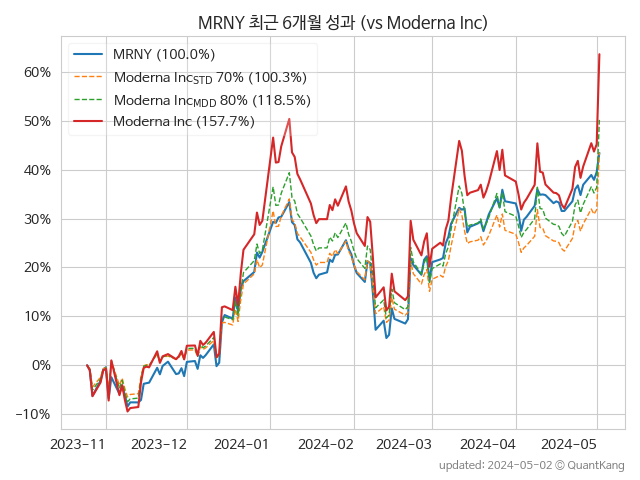 MRNY 최근 6개월 성과 (vs Moderna Inc)
MRNY (100.0%)
Moderna IncSTD 70% (100.3%)
Moderna IncMDD 80% (118.5%)
Moderna Inc (157.7%)
60%
50%
40%
30%
20%
10%
0%
−10%
2023-11
2023-12
2024-01
2024-02
2024-03
2024-04
2024-05
updated: 2024-05-02 © QuantKang